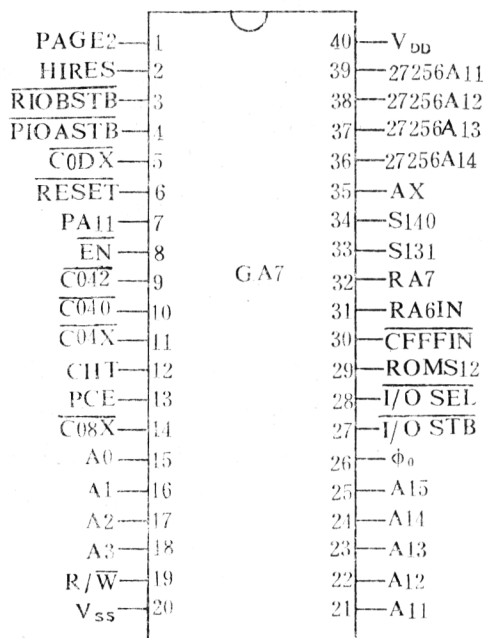 PAGE2 1 40 V_DD
HIRES 2 39 27256A11
RIOBSTB 3 38 27256A12
PIOASTB 4 37 27256A13
C0DX 5 36 27256A14
RESET 6 35 AX
PA11 7 34 S140
EN 8 33 S131
C042 9 GA7 32 RA7
C040 10 31 RA6IN
C04X 11 30 CFFFIN
CHT 12 29 ROMS12
PCE 13 28 I/O SEL
C08X 14 27 I/O STB
A0 15 26 ϕ₀
A1 16 25 A15
A2 17 24 A14
A3 18 23 A13
R/W 19 22 A12
V_SS 20 21 A11